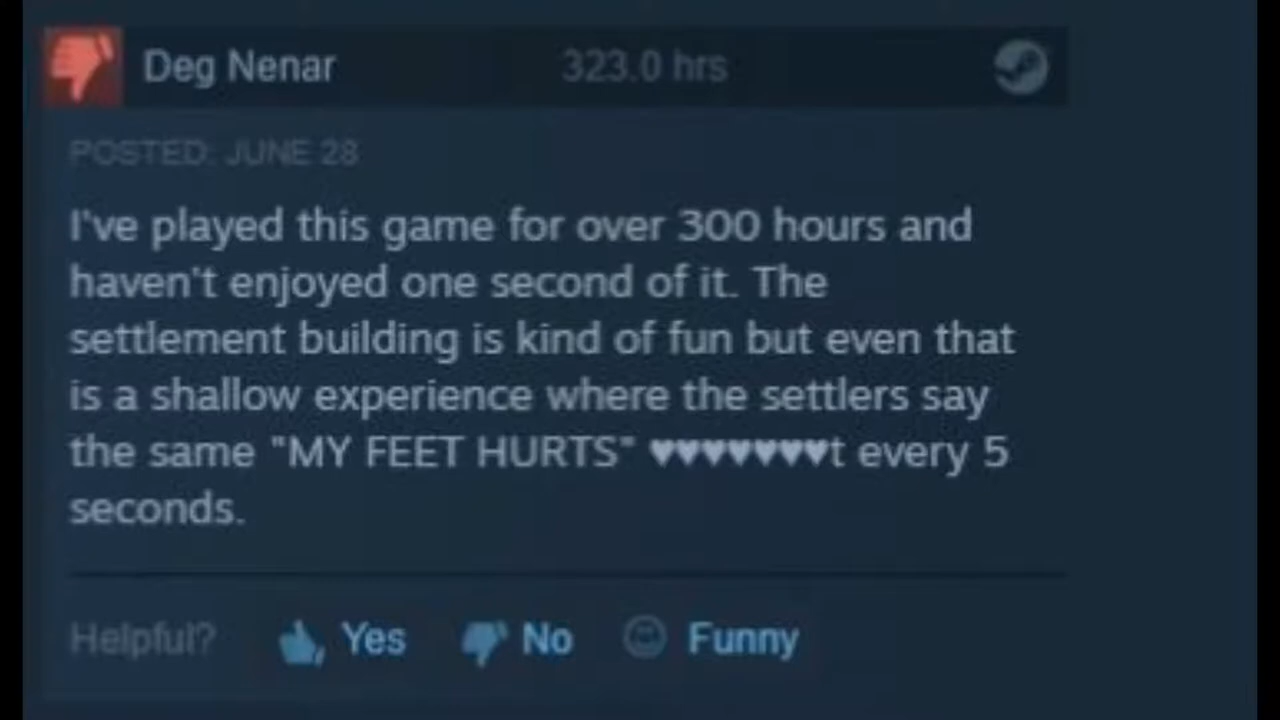 Deg Nenar 323.0 hrs
POSTED: JUNE 28
I've played this game for over 300 hours and
haven't enjoyed one second of it. The
settlement building is kind of fun but even that
is a shallow experience where the settlers say
the same "MY FEET HURTS" ♥♥♥♥♥♥♥t every 5
seconds.
Helpful? Yes No Funny